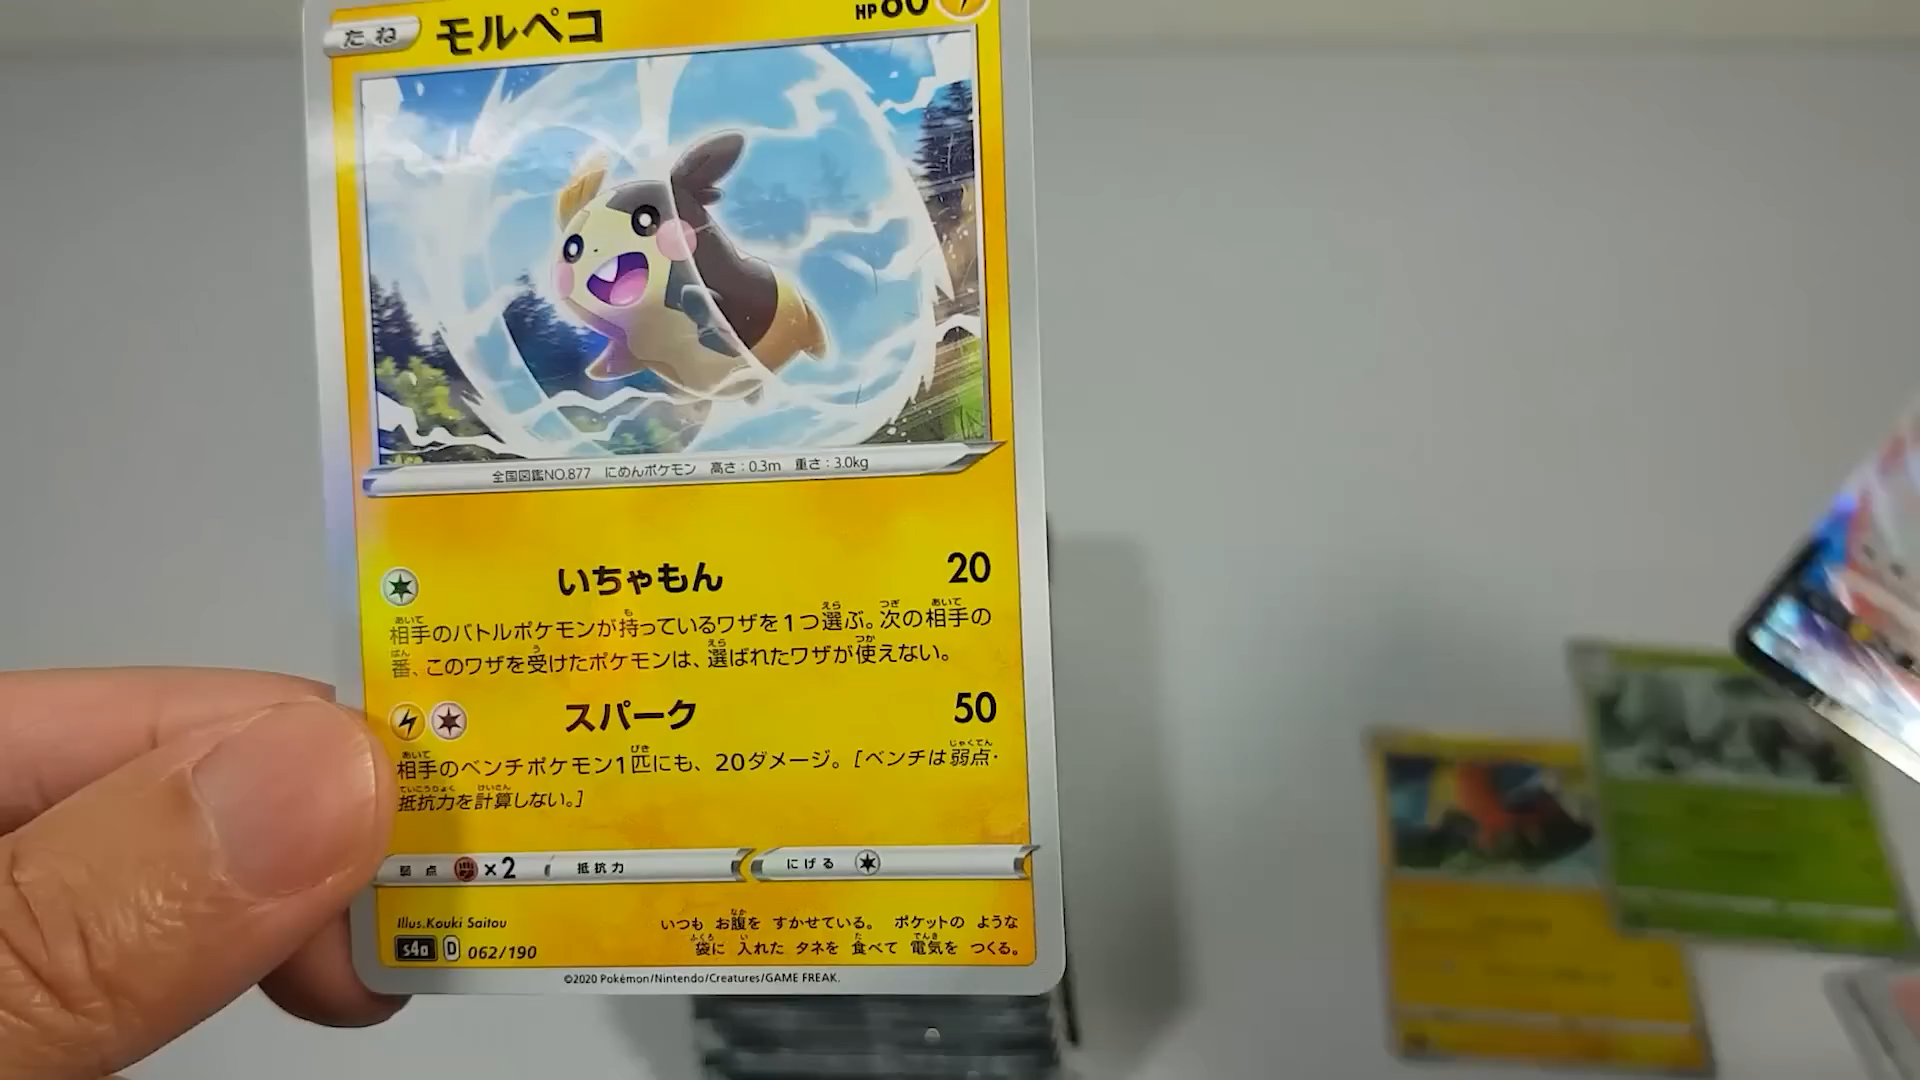 たね モルペコ HP80
全国図鑑NO.877 にめんポケモン 高さ:0.3m 重さ:3.0kg
いちゃもん 20
相手のバトルポケモンが持っているワザを1つ選ぶ。次の相手の
番、このワザを受けたポケモンは、選ばれたワザが使えない。
スパーク 50
相手のベンチポケモン1匹にも、20ダメージ。[ベンチは弱点・
抵抗力を計算しない。]
弱点 ×2 抵抗力 にげる
Illus.Kouki Saitou
いつも お腹を すかせている。 ポケットの ような
袋に 入れた タネを 食べて 電気を つくる。
s4a D 062/190
©2020 Pokémon/Nintendo/Creatures/GAME FREAK.